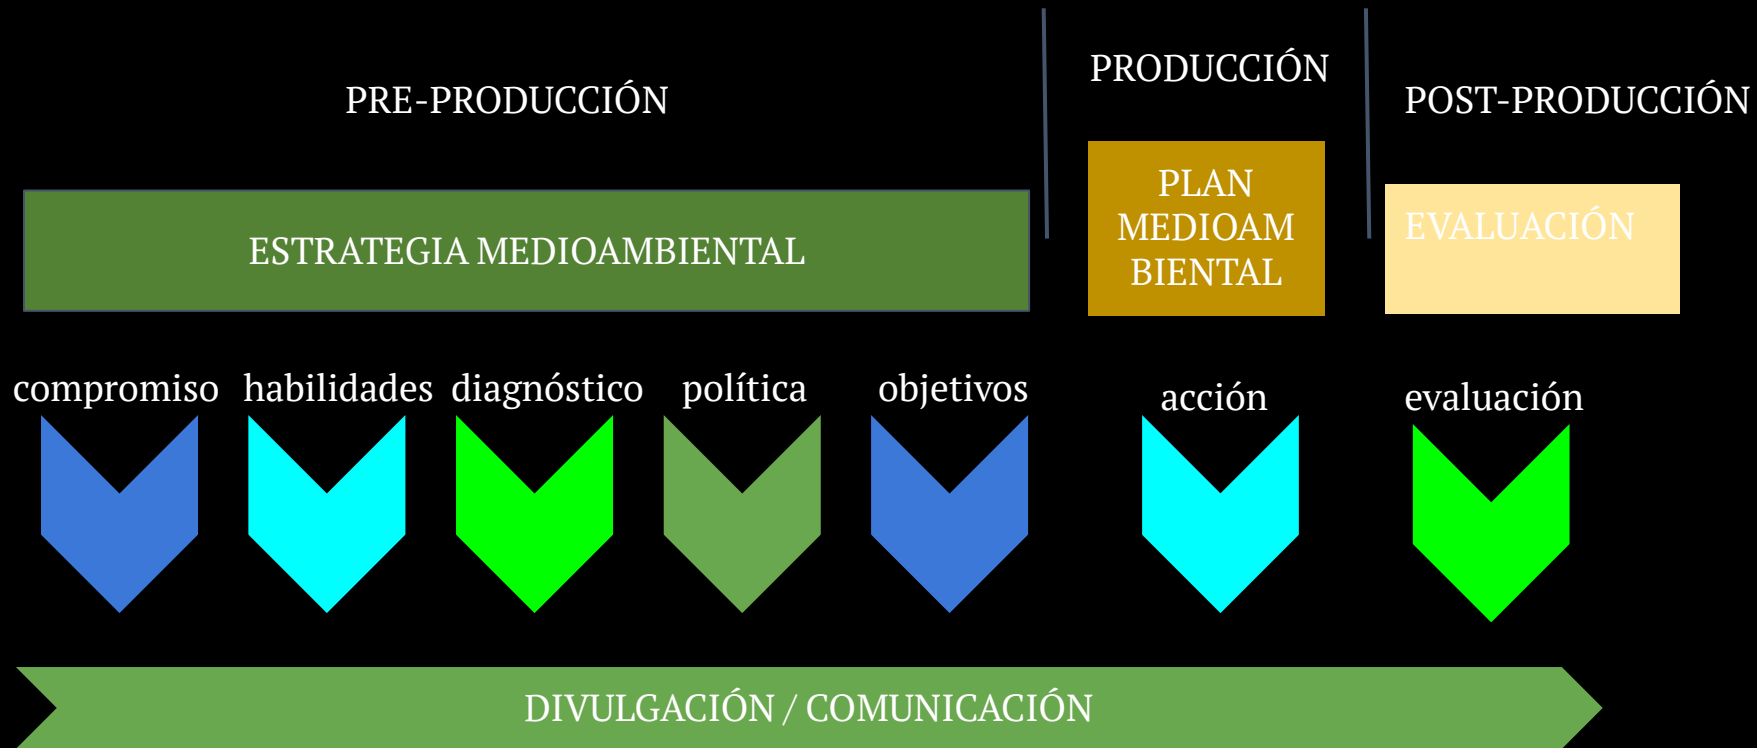 PRE-PRODUCCIÓN
PRODUCCIÓN
POST-PRODUCCIÓN
ESTRATEGIA MEDIOAMBIENTAL
PLAN
MEDIOAM
BIENTAL
EVALUACIÓN
compromiso
habilidades
diagnóstico
política
objetivos
acción
evaluación
DIVULGACIÓN / COMUNICACIÓN